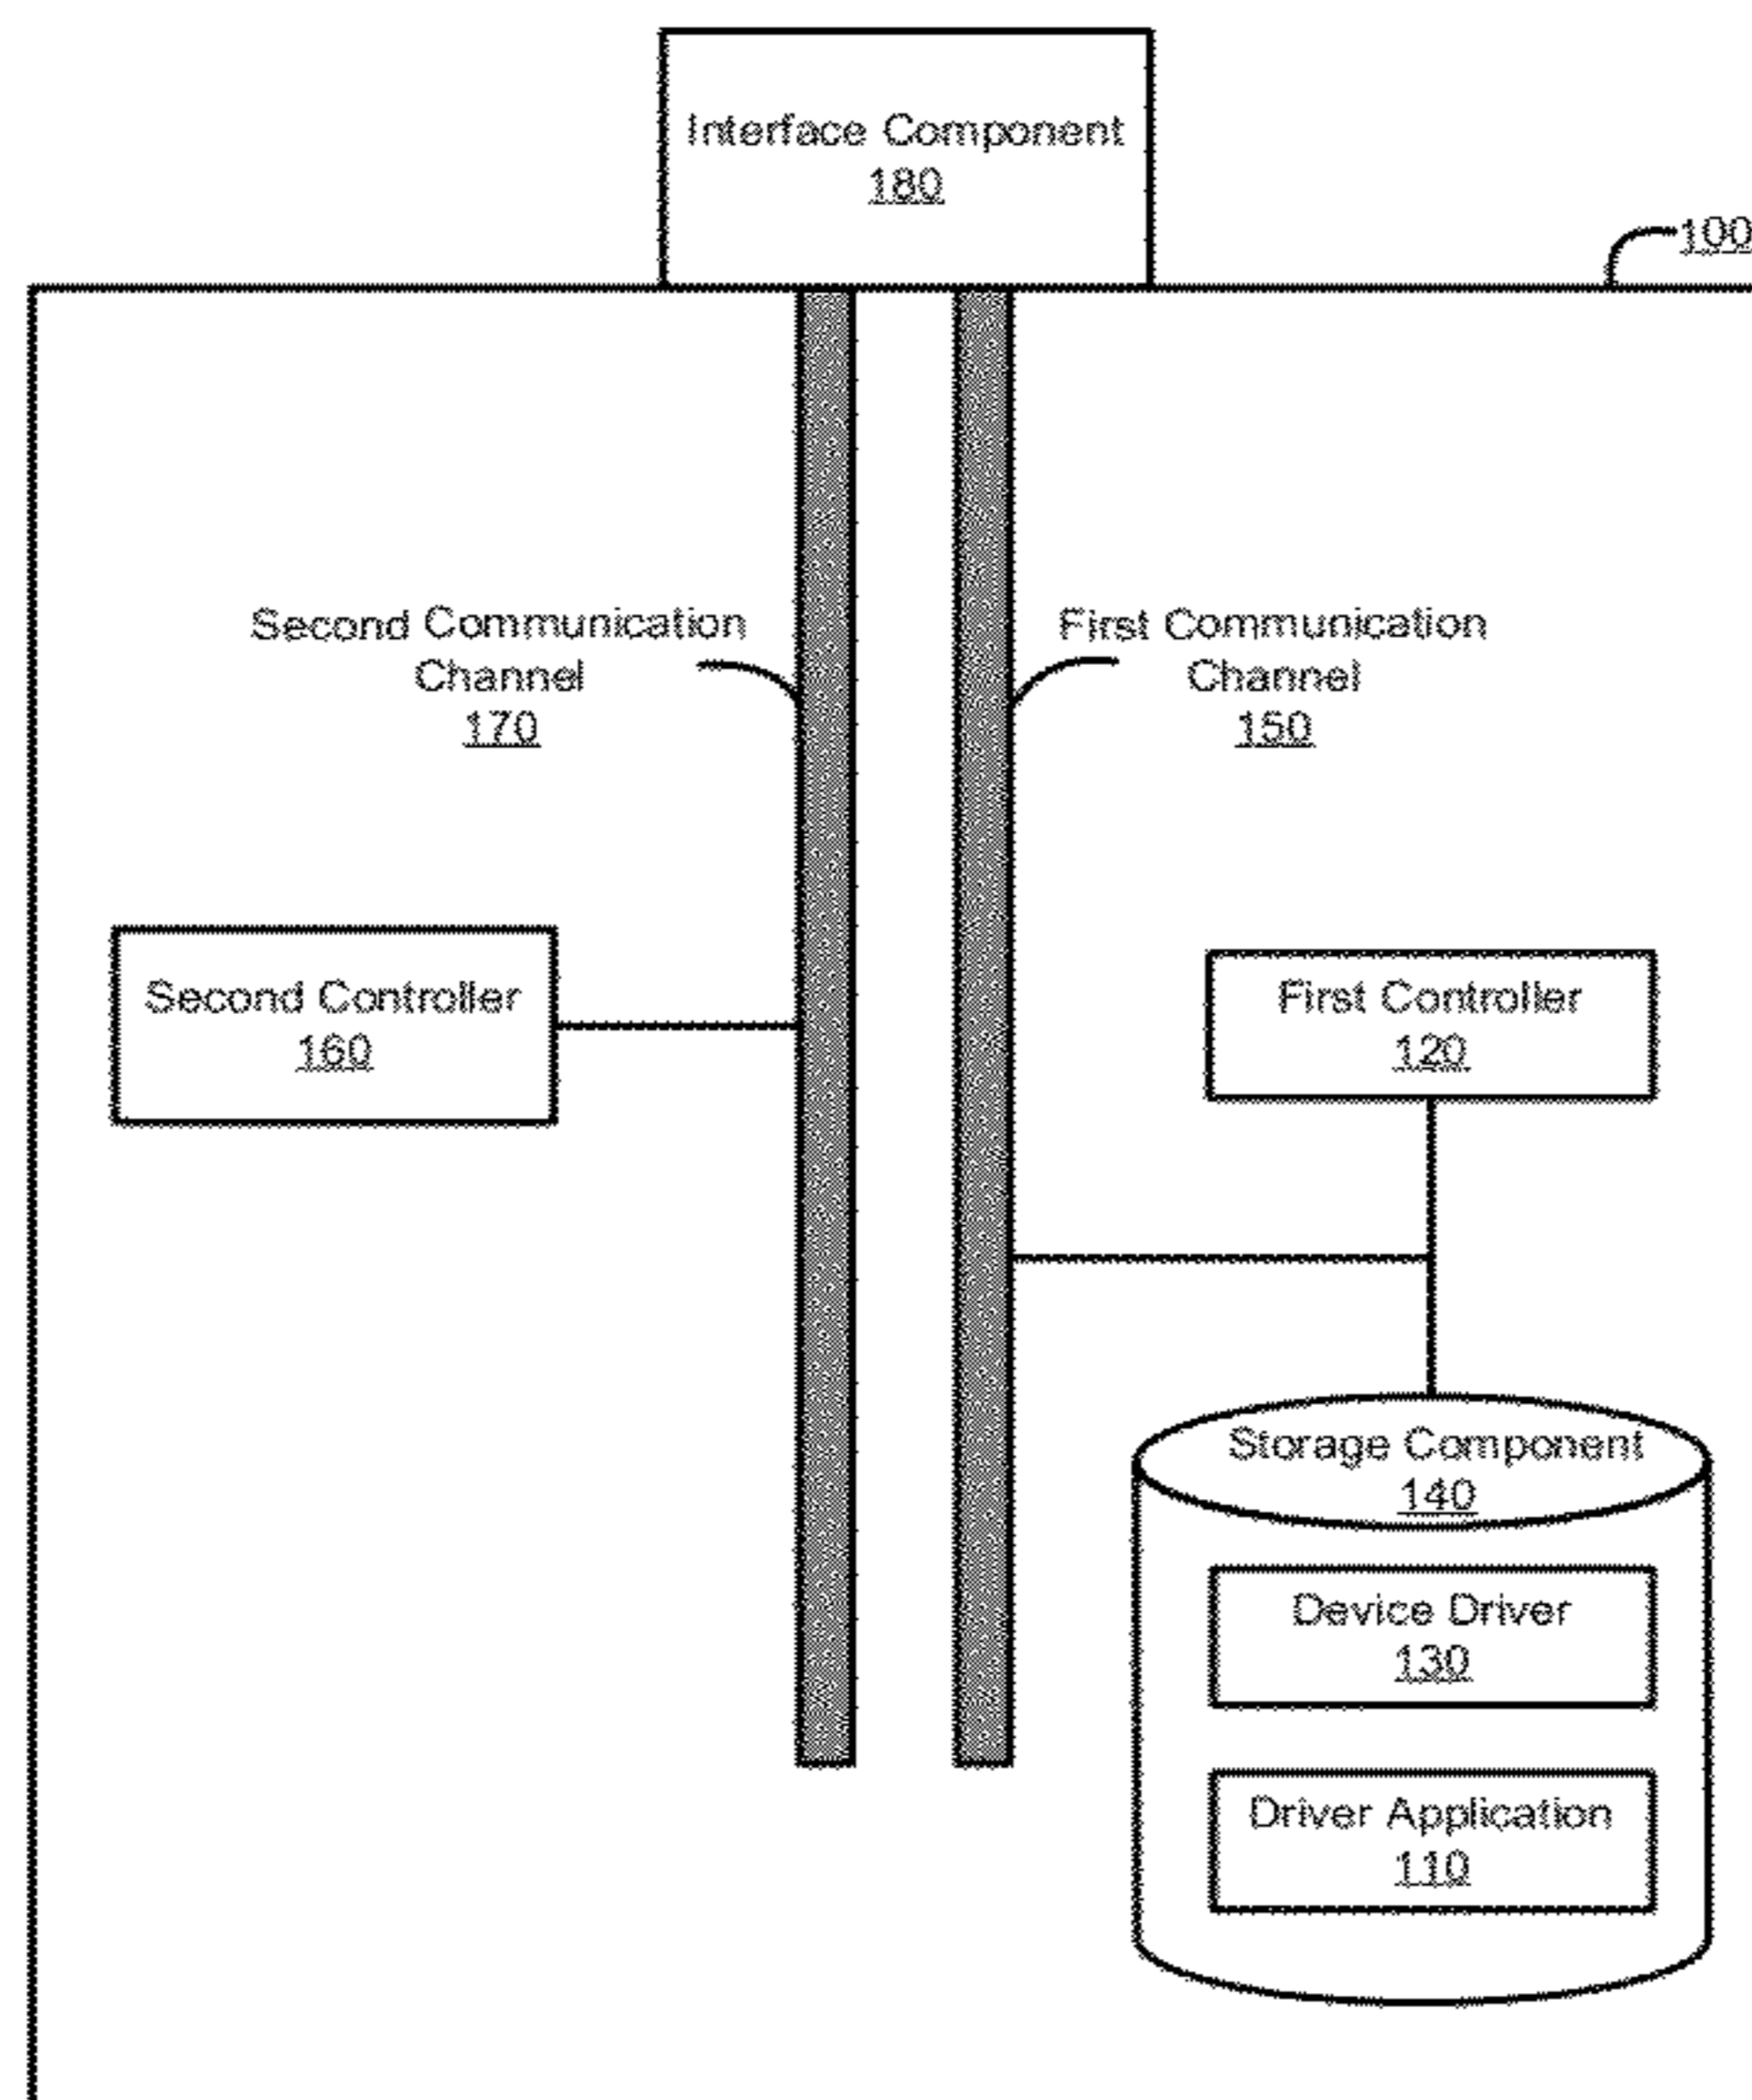 Interface Component
180
100
Second Communication
Channel
170
First Communication
Channel
150
Second Controller
160
First Controller
120
Storage Component
140
Device Driver
130
Driver Application
110